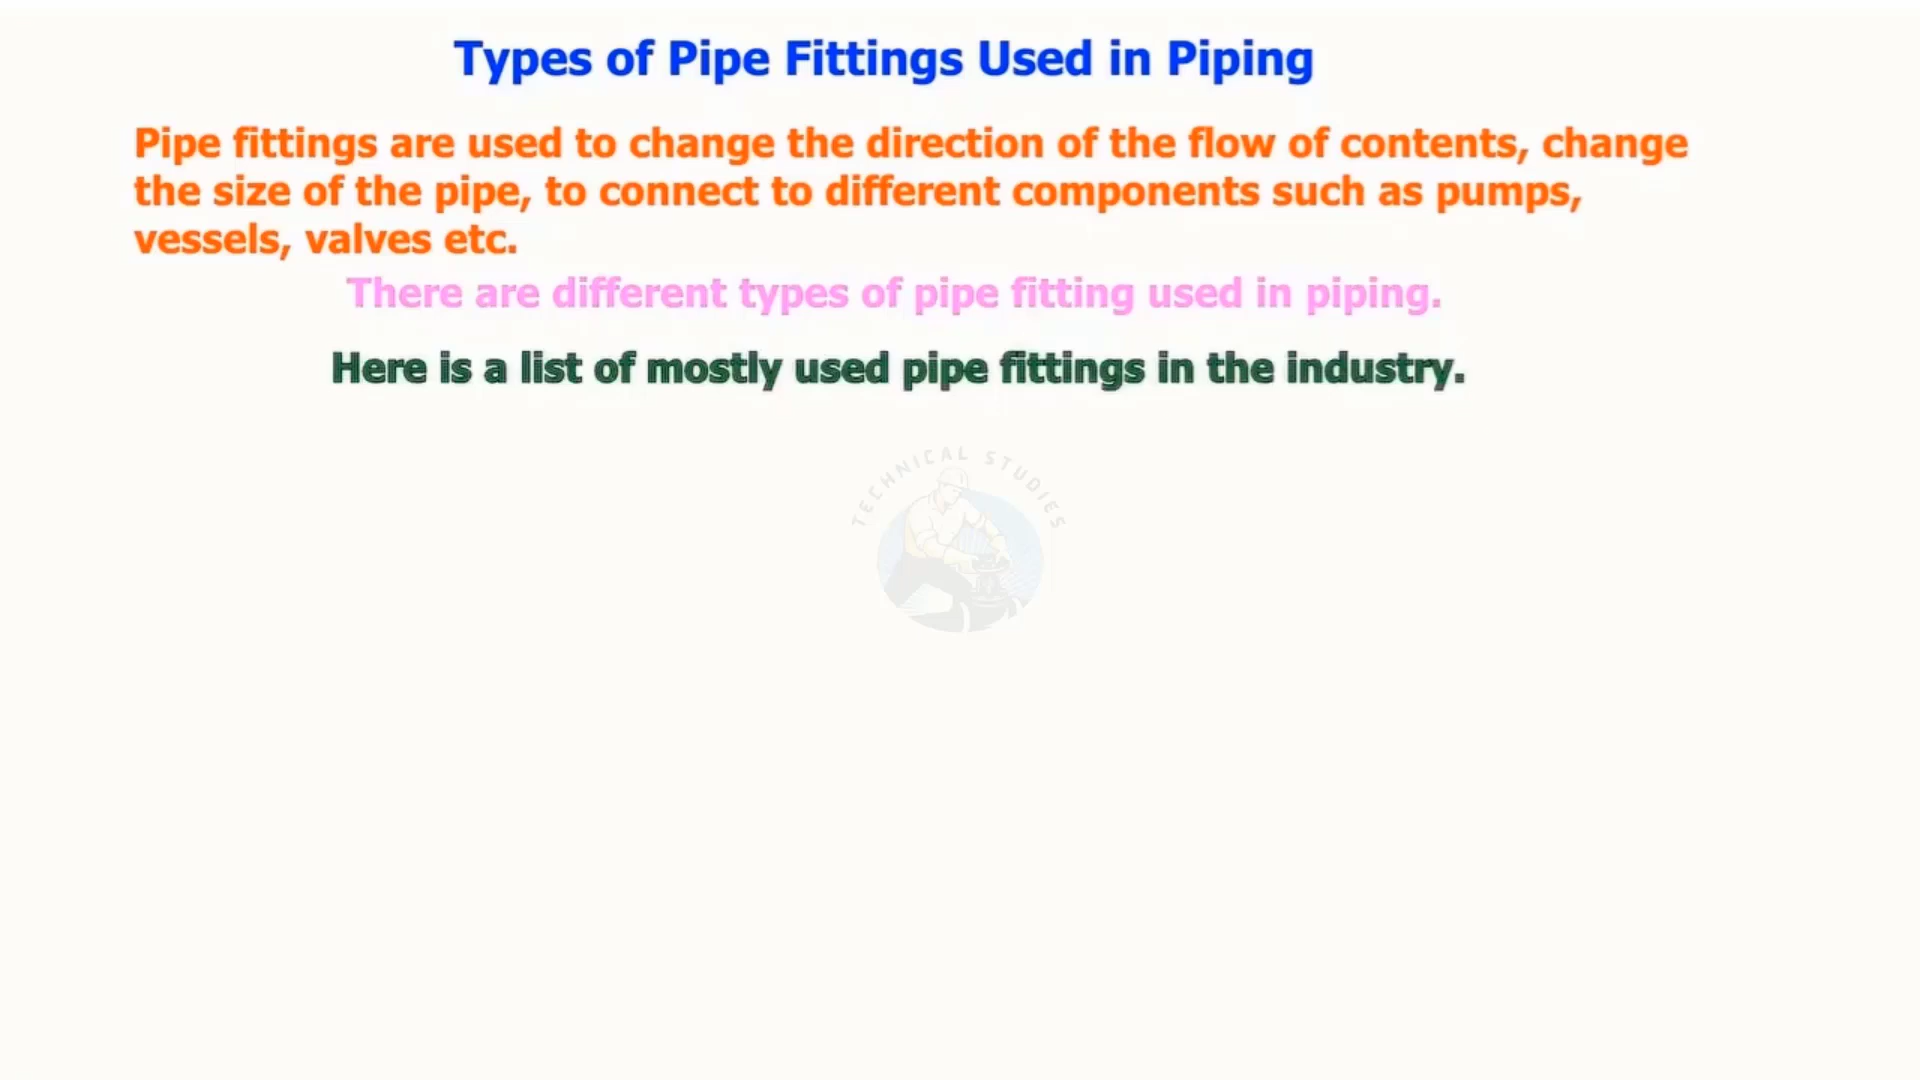 Types of Pipe Fittings Used in Piping
Pipe fittings are used to change the direction of the flow of contents, change
the size of the pipe, to connect to different components such as pumps,
vessels, valves etc.
There are different types of pipe fitting used in piping.
Here is a list of mostly used pipe fittings in the industry.
TECHNICAL STUDIES